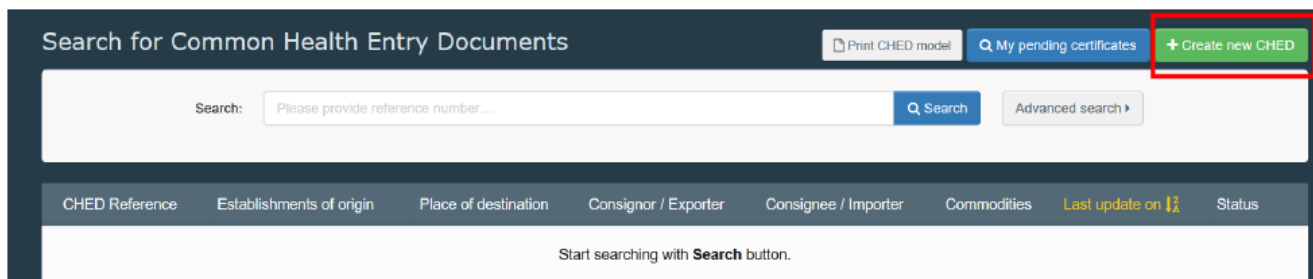 Search for Common Health Entry Documents
Print CHED model
My pending certificates
+ Create new CHED
Search: Please provide reference number... Search Advanced search
CHED Reference Establishments of origin Place of destination Consignor / Exporter Consignee / Importer Commodities Last update on Status
Start searching with Search button.